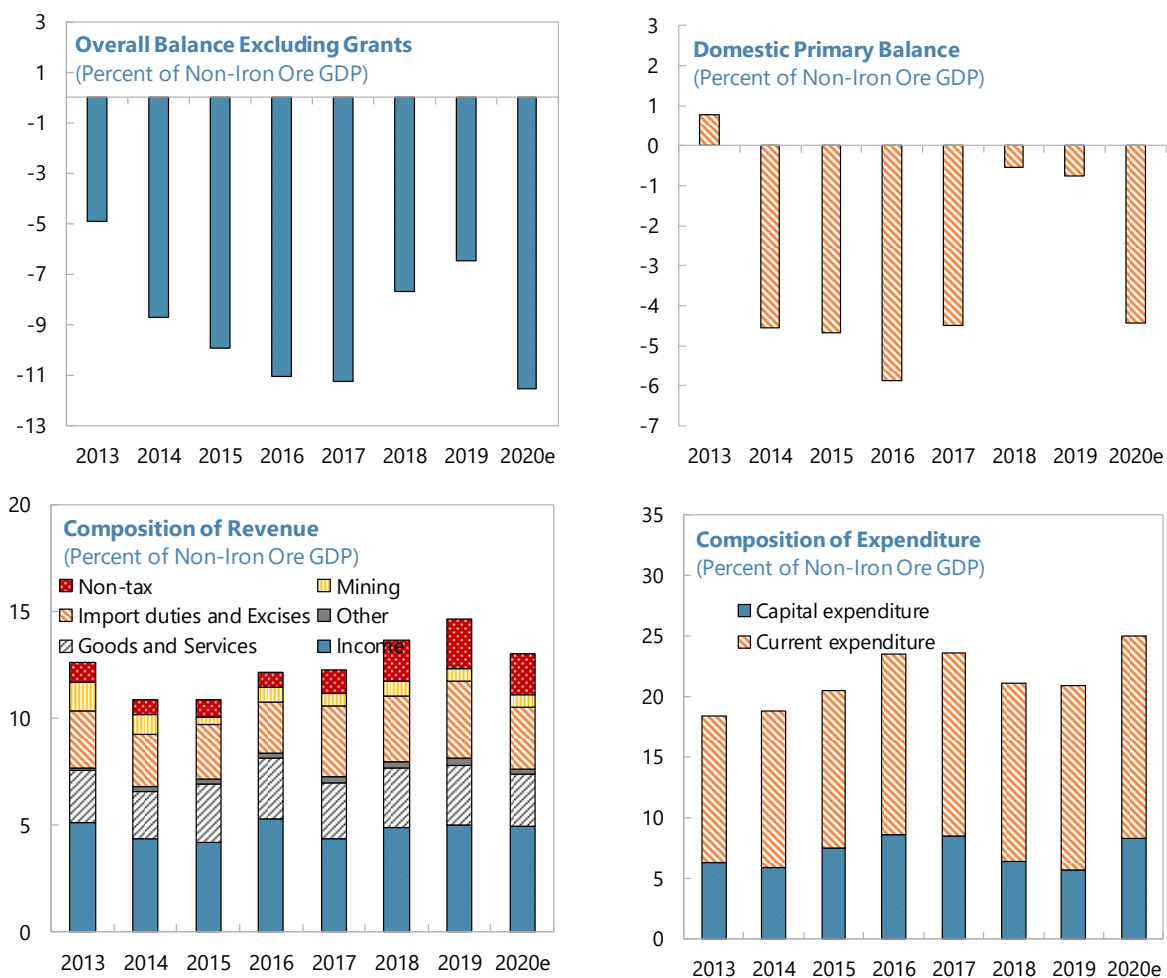 Overall Balance Excluding Grants
(Percent of Non-Iron Ore GDP)
3
1
-1
-3
-5
-7
-9
-11
-13
2013 2014 2015 2016 2017 2018 2019 2020e
Domestic Primary Balance
(Percent of Non-Iron Ore GDP)
3
2
1
0
-1
-2
-3
-4
-5
-6
-7
2013 2014 2015 2016 2017 2018 2019 2020e
Composition of Revenue
(Percent of Non-Iron Ore GDP)
Non-tax Mining
Import duties and Excises Other
Goods and Services Income
20
15
10
5
0
2013 2014 2015 2016 2017 2018 2019 2020e
Composition of Expenditure
(Percent of Non-Iron Ore GDP)
Capital expenditure
Current expenditure
35
30
25
20
15
10
5
0
2013 2014 2015 2016 2017 2018 2019 2020e